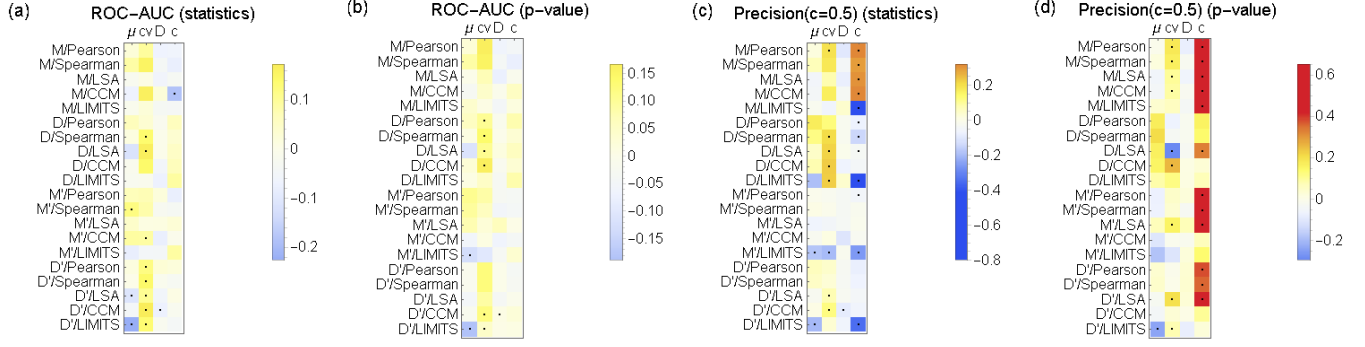 (a)
ROC-AUC (statistics)
μ cv D c
M/Pearson
M/Spearman
M/LSA
M/CCM
M/LIMITS
D/Pearson
D/Spearman
D/LSA
D/CCM
D/LIMITS
M'/Pearson
M'/Spearman
M'/LSA
M'/CCM
M'/LIMITS
D'/Pearson
D'/Spearman
D'/LSA
D'/CCM
D'/LIMITS
0.1
0
-0.1
-0.2
(b)
ROC-AUC (p-value)
μ cv D c
M/Pearson
M/Spearman
M/LSA
M/CCM
M/LIMITS
D/Pearson
D/Spearman
D/LSA
D/CCM
D/LIMITS
M'/Pearson
M'/Spearman
M'/LSA
M'/CCM
M'/LIMITS
D'/Pearson
D'/Spearman
D'/LSA
D'/CCM
D'/LIMITS
0.15
0.10
0.05
0.00
-0.05
-0.10
-0.15
(c)
Precision(c=0.5) (statistics)
μ cv D c
M/Pearson
M/Spearman
M/LSA
M/CCM
M/LIMITS
D/Pearson
D/Spearman
D/LSA
D/CCM
D/LIMITS
M'/Pearson
M'/Spearman
M'/LSA
M'/CCM
M'/LIMITS
D'/Pearson
D'/Spearman
D'/LSA
D'/CCM
D'/LIMITS
0.2
0
-0.2
-0.4
-0.6
-0.8
(d)
Precision(c=0.5) (p-value)
μ cv D c
M/Pearson
M/Spearman
M/LSA
M/CCM
M/LIMITS
D/Pearson
D/Spearman
D/LSA
D/CCM
D/LIMITS
M'/Pearson
M'/Spearman
M'/LSA
M'/CCM
M'/LIMITS
D'/Pearson
D'/Spearman
D'/LSA
D'/CCM
D'/LIMITS
0.6
0.4
0.2
0
-0.2